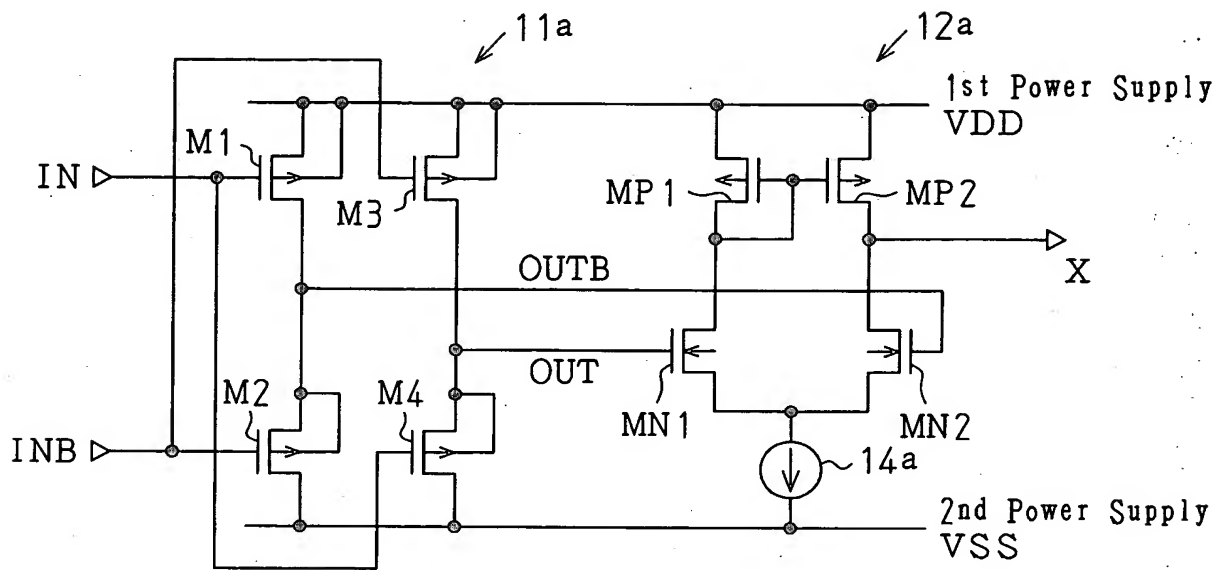 11a
12a
1st Power Supply
VDD
M1
IN
M3
MP1
MP2
X
OUTB
OUT
M2
M4
MN1
MN2
INB
14a
2nd Power Supply
VSS